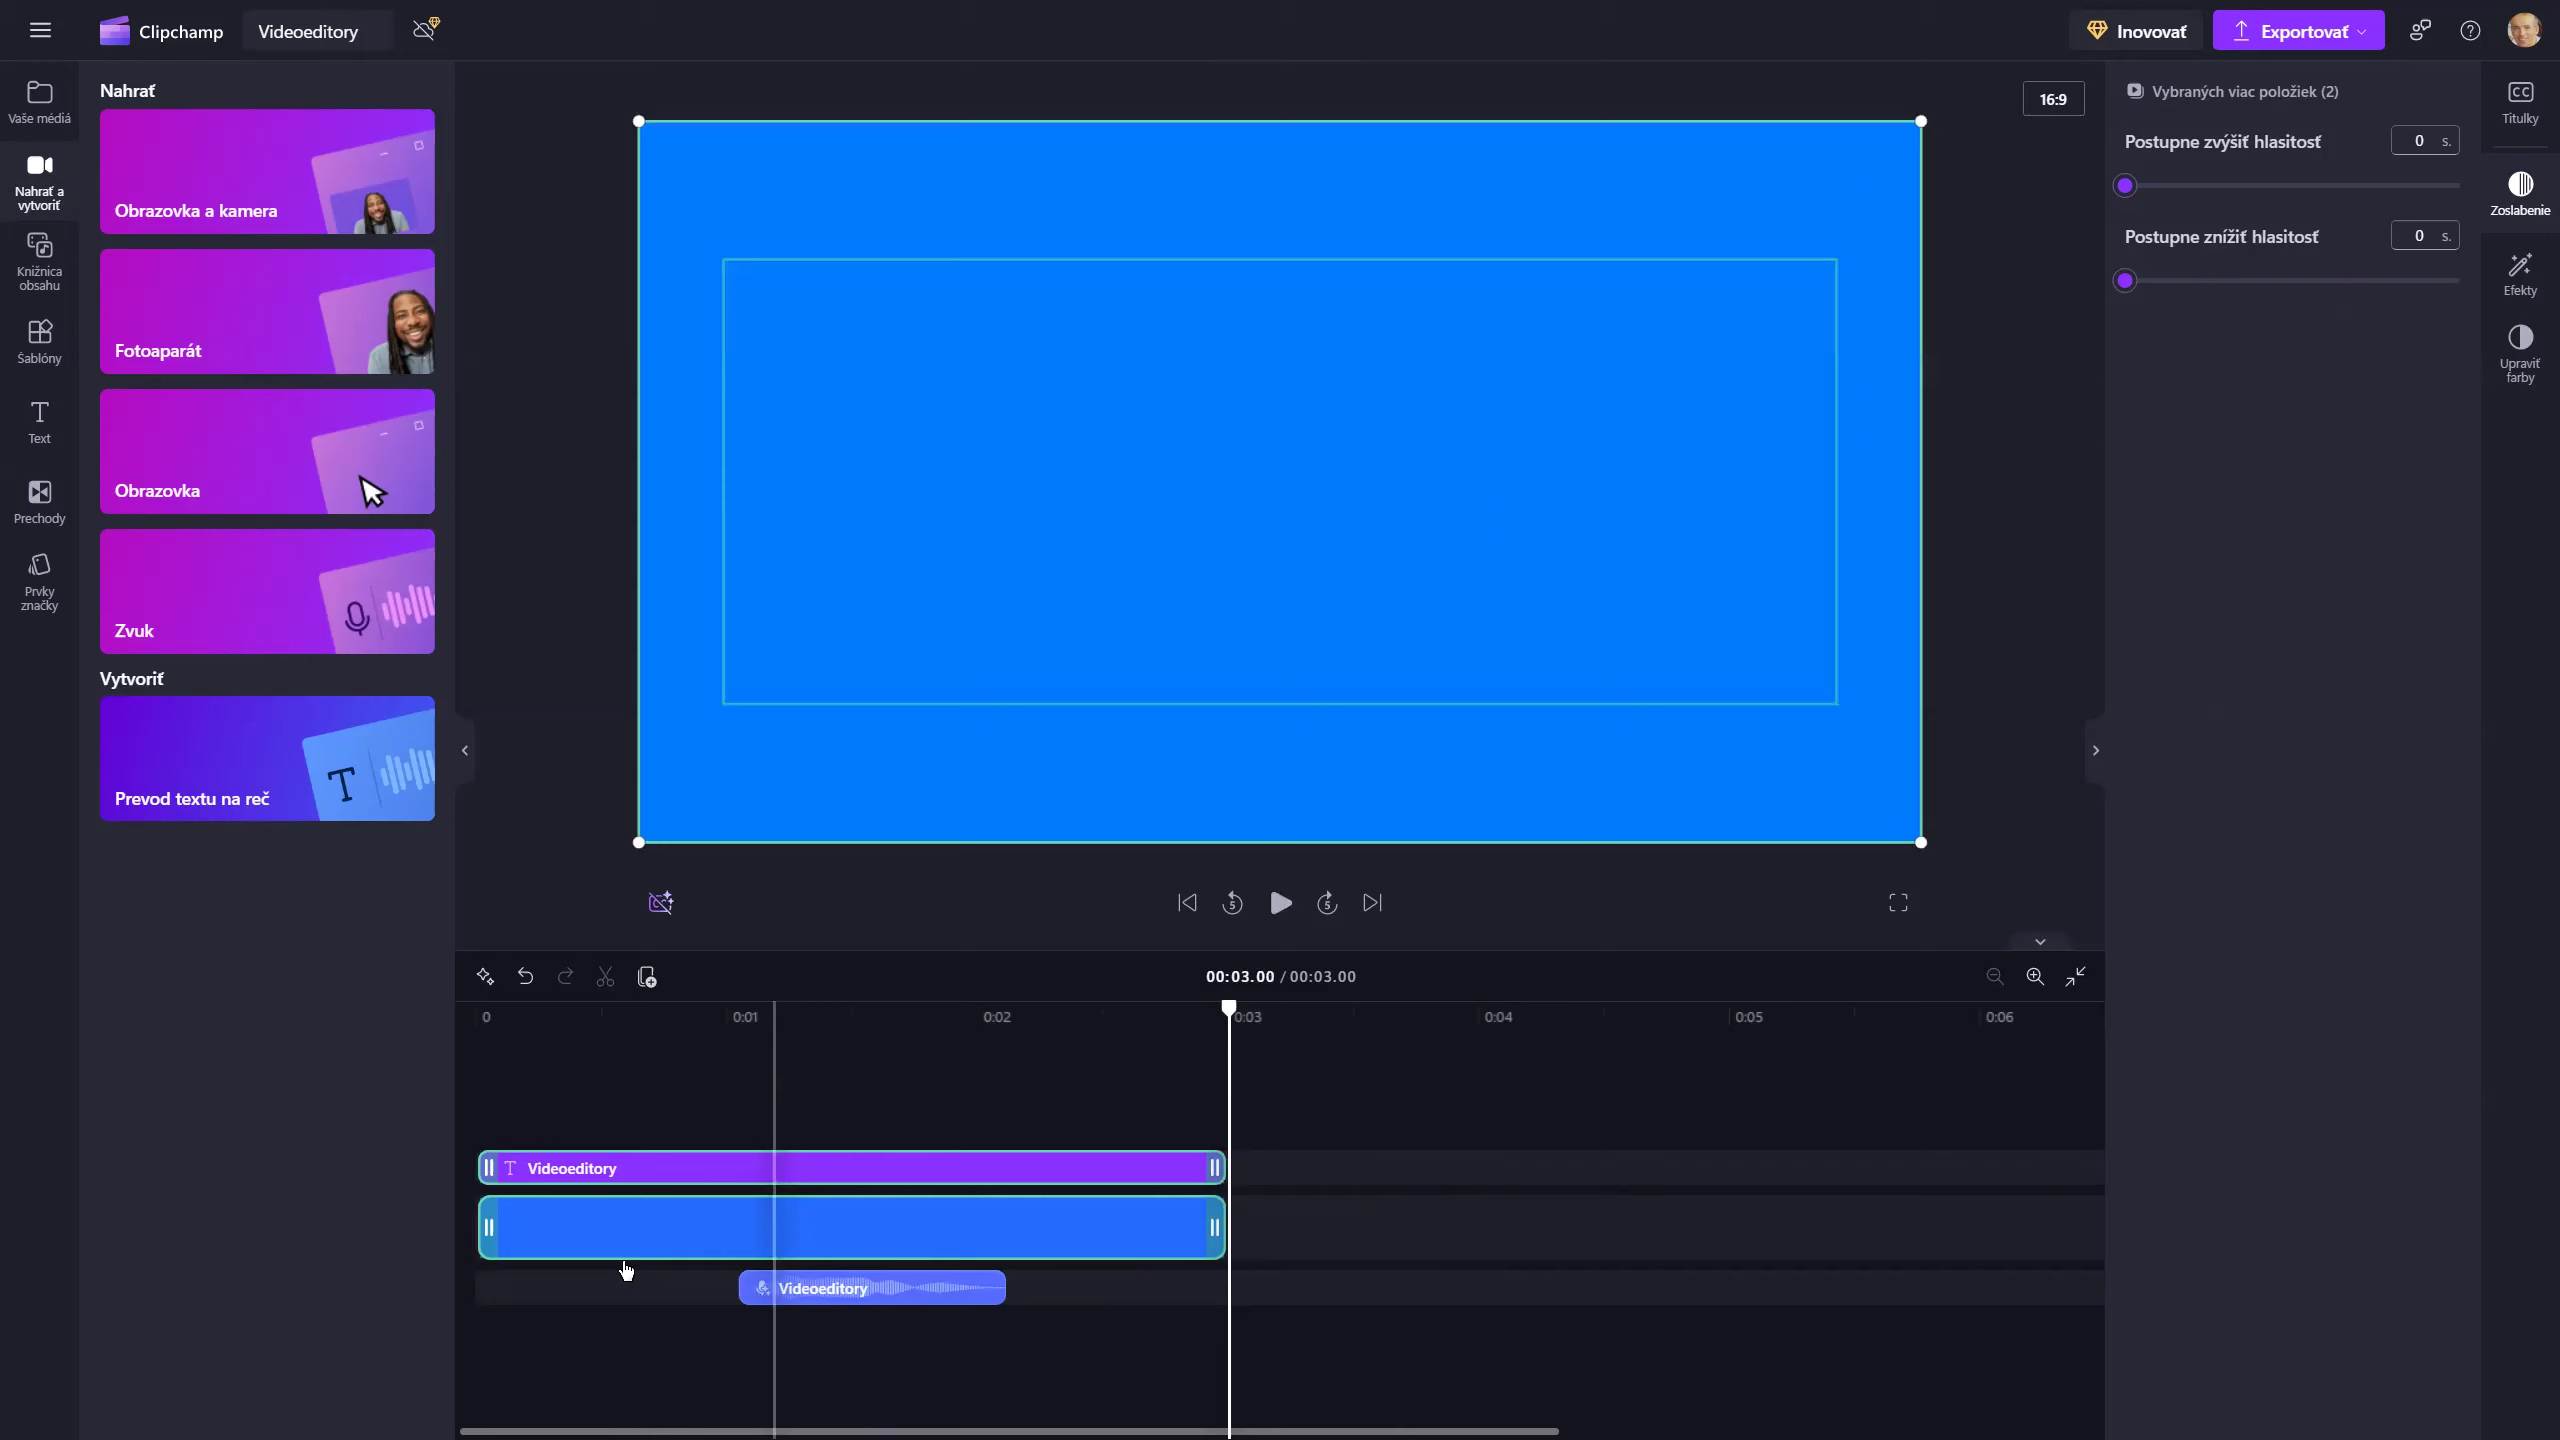 Clipchamp
Videoeditory
Inovovať
Exportovať
Vaše médiá
Nahrať a
vytvoriť
Knižnica
obsahu
Šablóny
Text
Prechody
Prvky
značky
Nahrať
Obrazovka a kamera
Fotoaparát
Obrazovka
Zvuk
Vytvoriť
T
Prevod textu na reč
16:9
Vybraných viac položiek (2)
Postupne zvýšiť hlasitosť
0 s.
Postupne znížiť hlasitosť
0 s.
CC
Titulky
Zoslabenie
Efekty
Upraviť
farby
5
5
00:03.00 / 00:03.00
0
0:01
0:02
0:03
0:04
0:05
0:06
T Videoeditory
Videoeditory